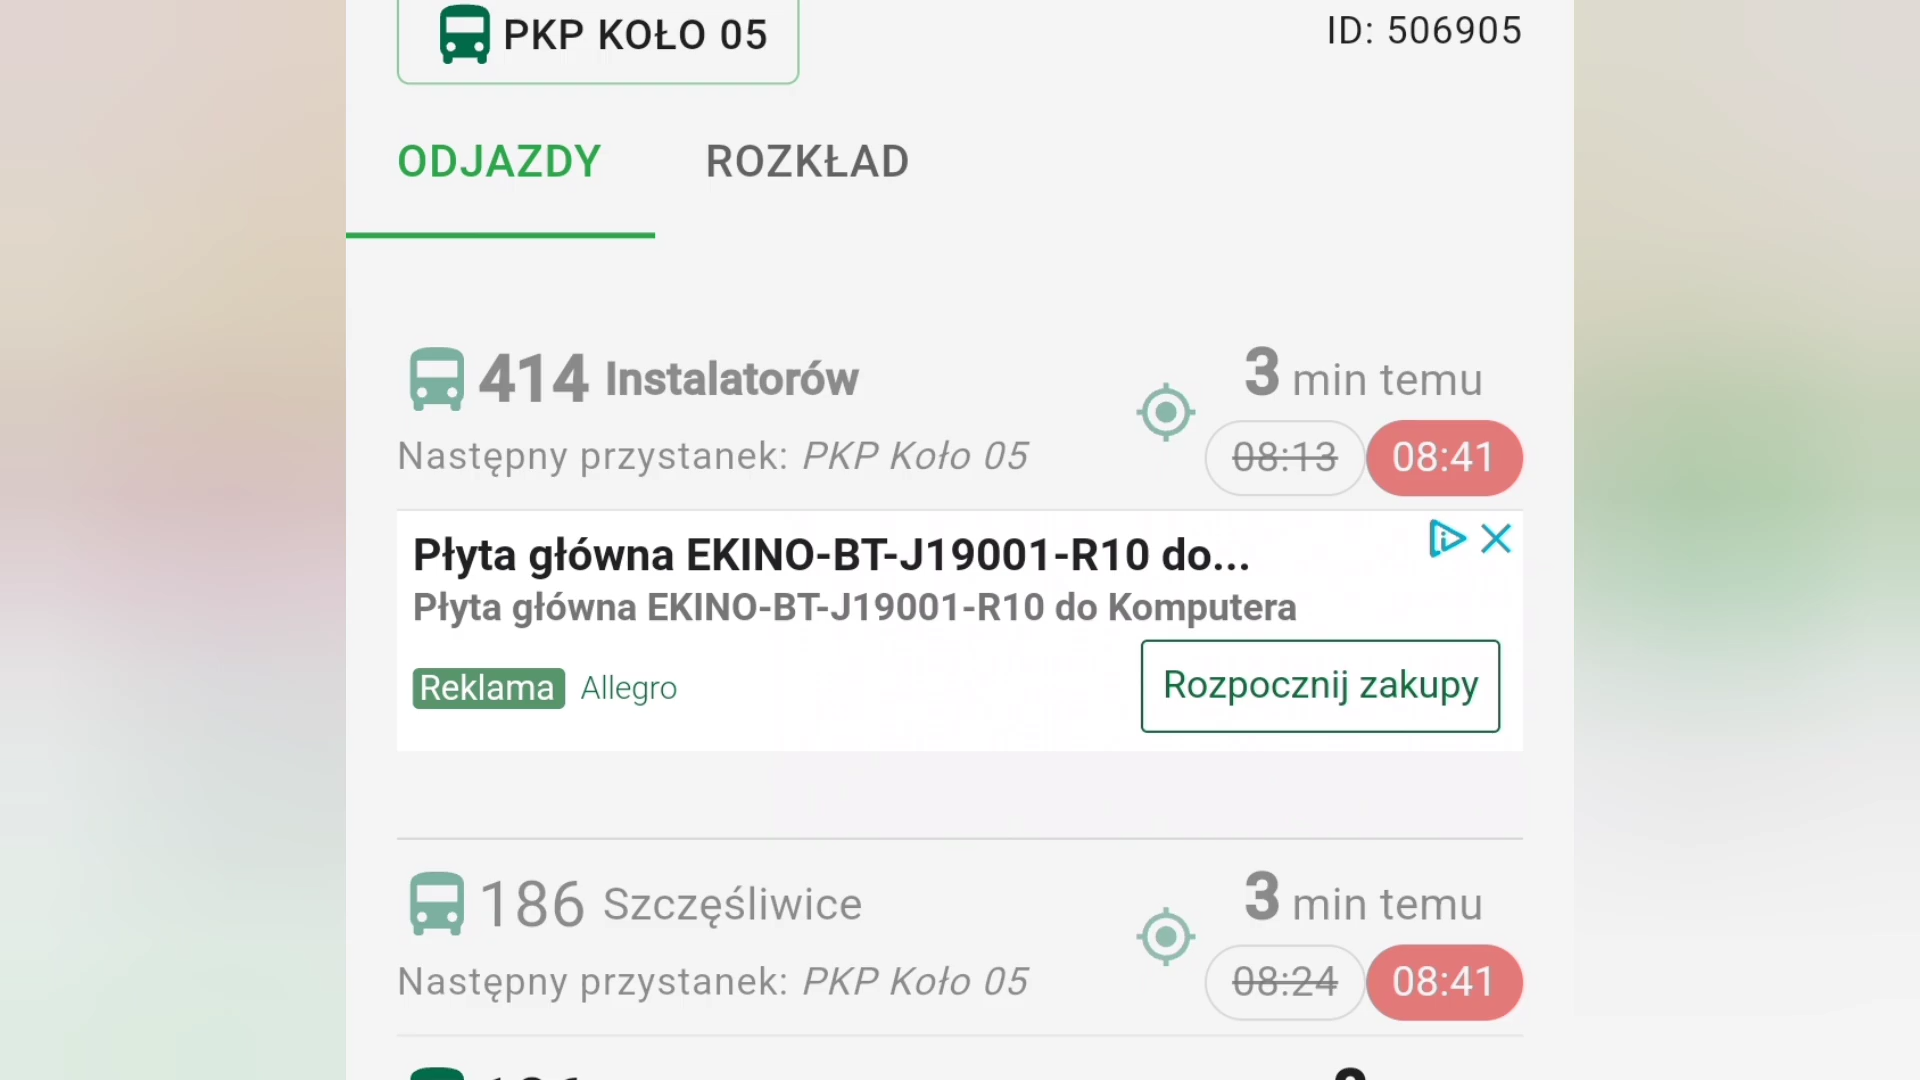 PKP KOŁO 05
ID: 506905
ODJAZDY ROZKŁAD
414 Instalatorów
3 min temu
Następny przystanek: PKP Koło 05
08:13 08:41
Płyta główna EKINO-BT-J19001-R10 do...
Płyta główna EKINO-BT-J19001-R10 do Komputera
Reklama Allegro
Rozpocznij zakupy
186 Szczęśliwice
3 min temu
Następny przystanek: PKP Koło 05
08:24 08:41